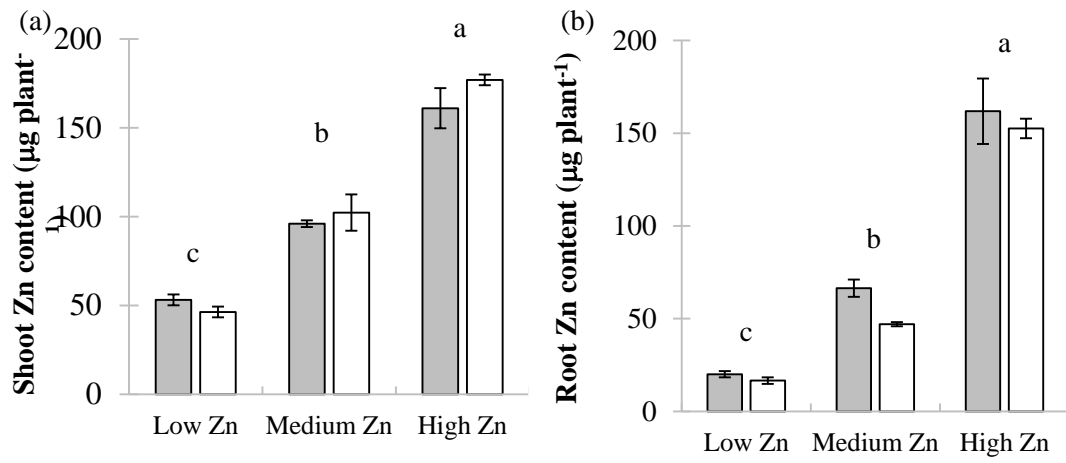 (a)
Shoot Zn content (µg plant⁻
¹)
200
150
100
50
0
c
b
a
Low Zn
Medium Zn
High Zn
(b)
Root Zn content (µg plant⁻¹)
200
150
100
50
0
c
b
a
Low Zn
Medium Zn
High Zn